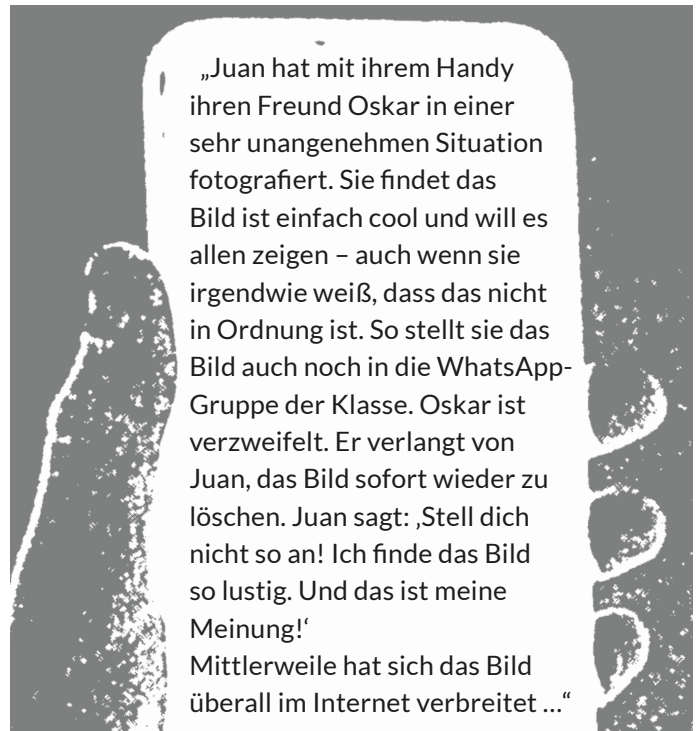 „Juan hat mit ihrem Handy
ihren Freund Oskar in einer
sehr unangenehmen Situation
fotografiert. Sie findet das
Bild ist einfach cool und will es
allen zeigen – auch wenn sie
irgendwie weiß, dass das nicht
in Ordnung ist. So stellt sie das
Bild auch noch in die WhatsApp-
Gruppe der Klasse. Oskar ist
verzweifelt. Er verlangt von
Juan, das Bild sofort wieder zu
löschen. Juan sagt: ‚Stell dich
nicht so an! Ich finde das Bild
so lustig. Und das ist meine
Meinung!‘
Mittlerweile hat sich das Bild
überall im Internet verbreitet …“